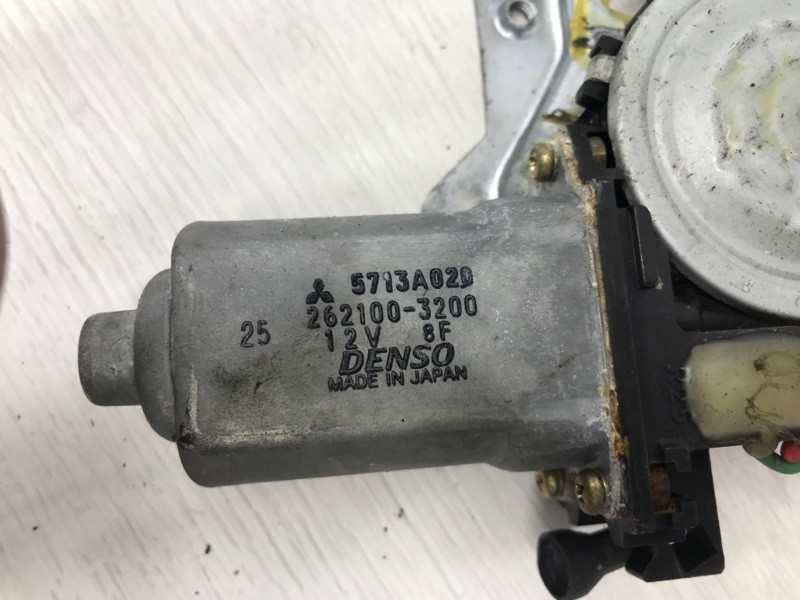 5713A02D
262100-3200
25
12V 8F
DENSO
MADE IN JAPAN